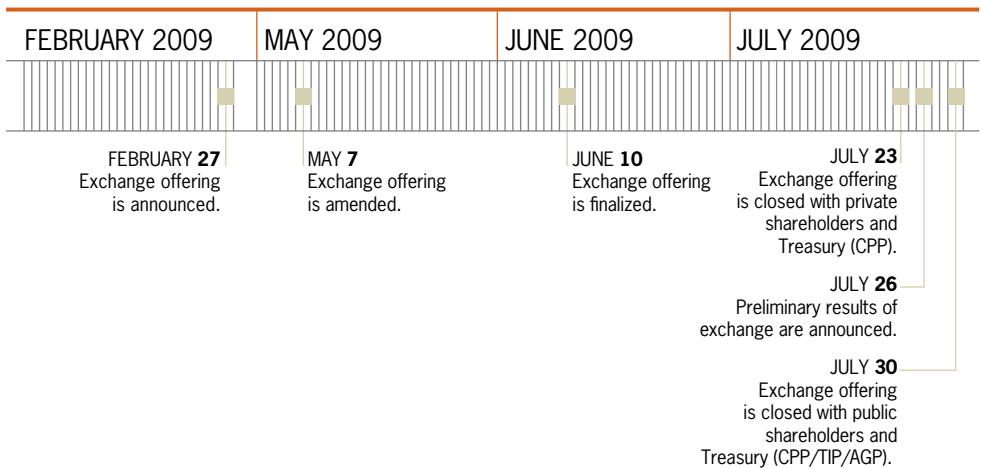 FEBRUARY 2009
MAY 2009
JUNE 2009
JULY 2009
FEBRUARY 27
Exchange offering
is announced.
MAY 7
Exchange offering
is amended.
JUNE 10
Exchange offering
is finalized.
JULY 23
Exchange offering
is closed with private
shareholders and
Treasury (CPP).
JULY 26
Preliminary results of
exchange are announced.
JULY 30
Exchange offering
is closed with public
shareholders and
Treasury (CPP/TIP/AGP).